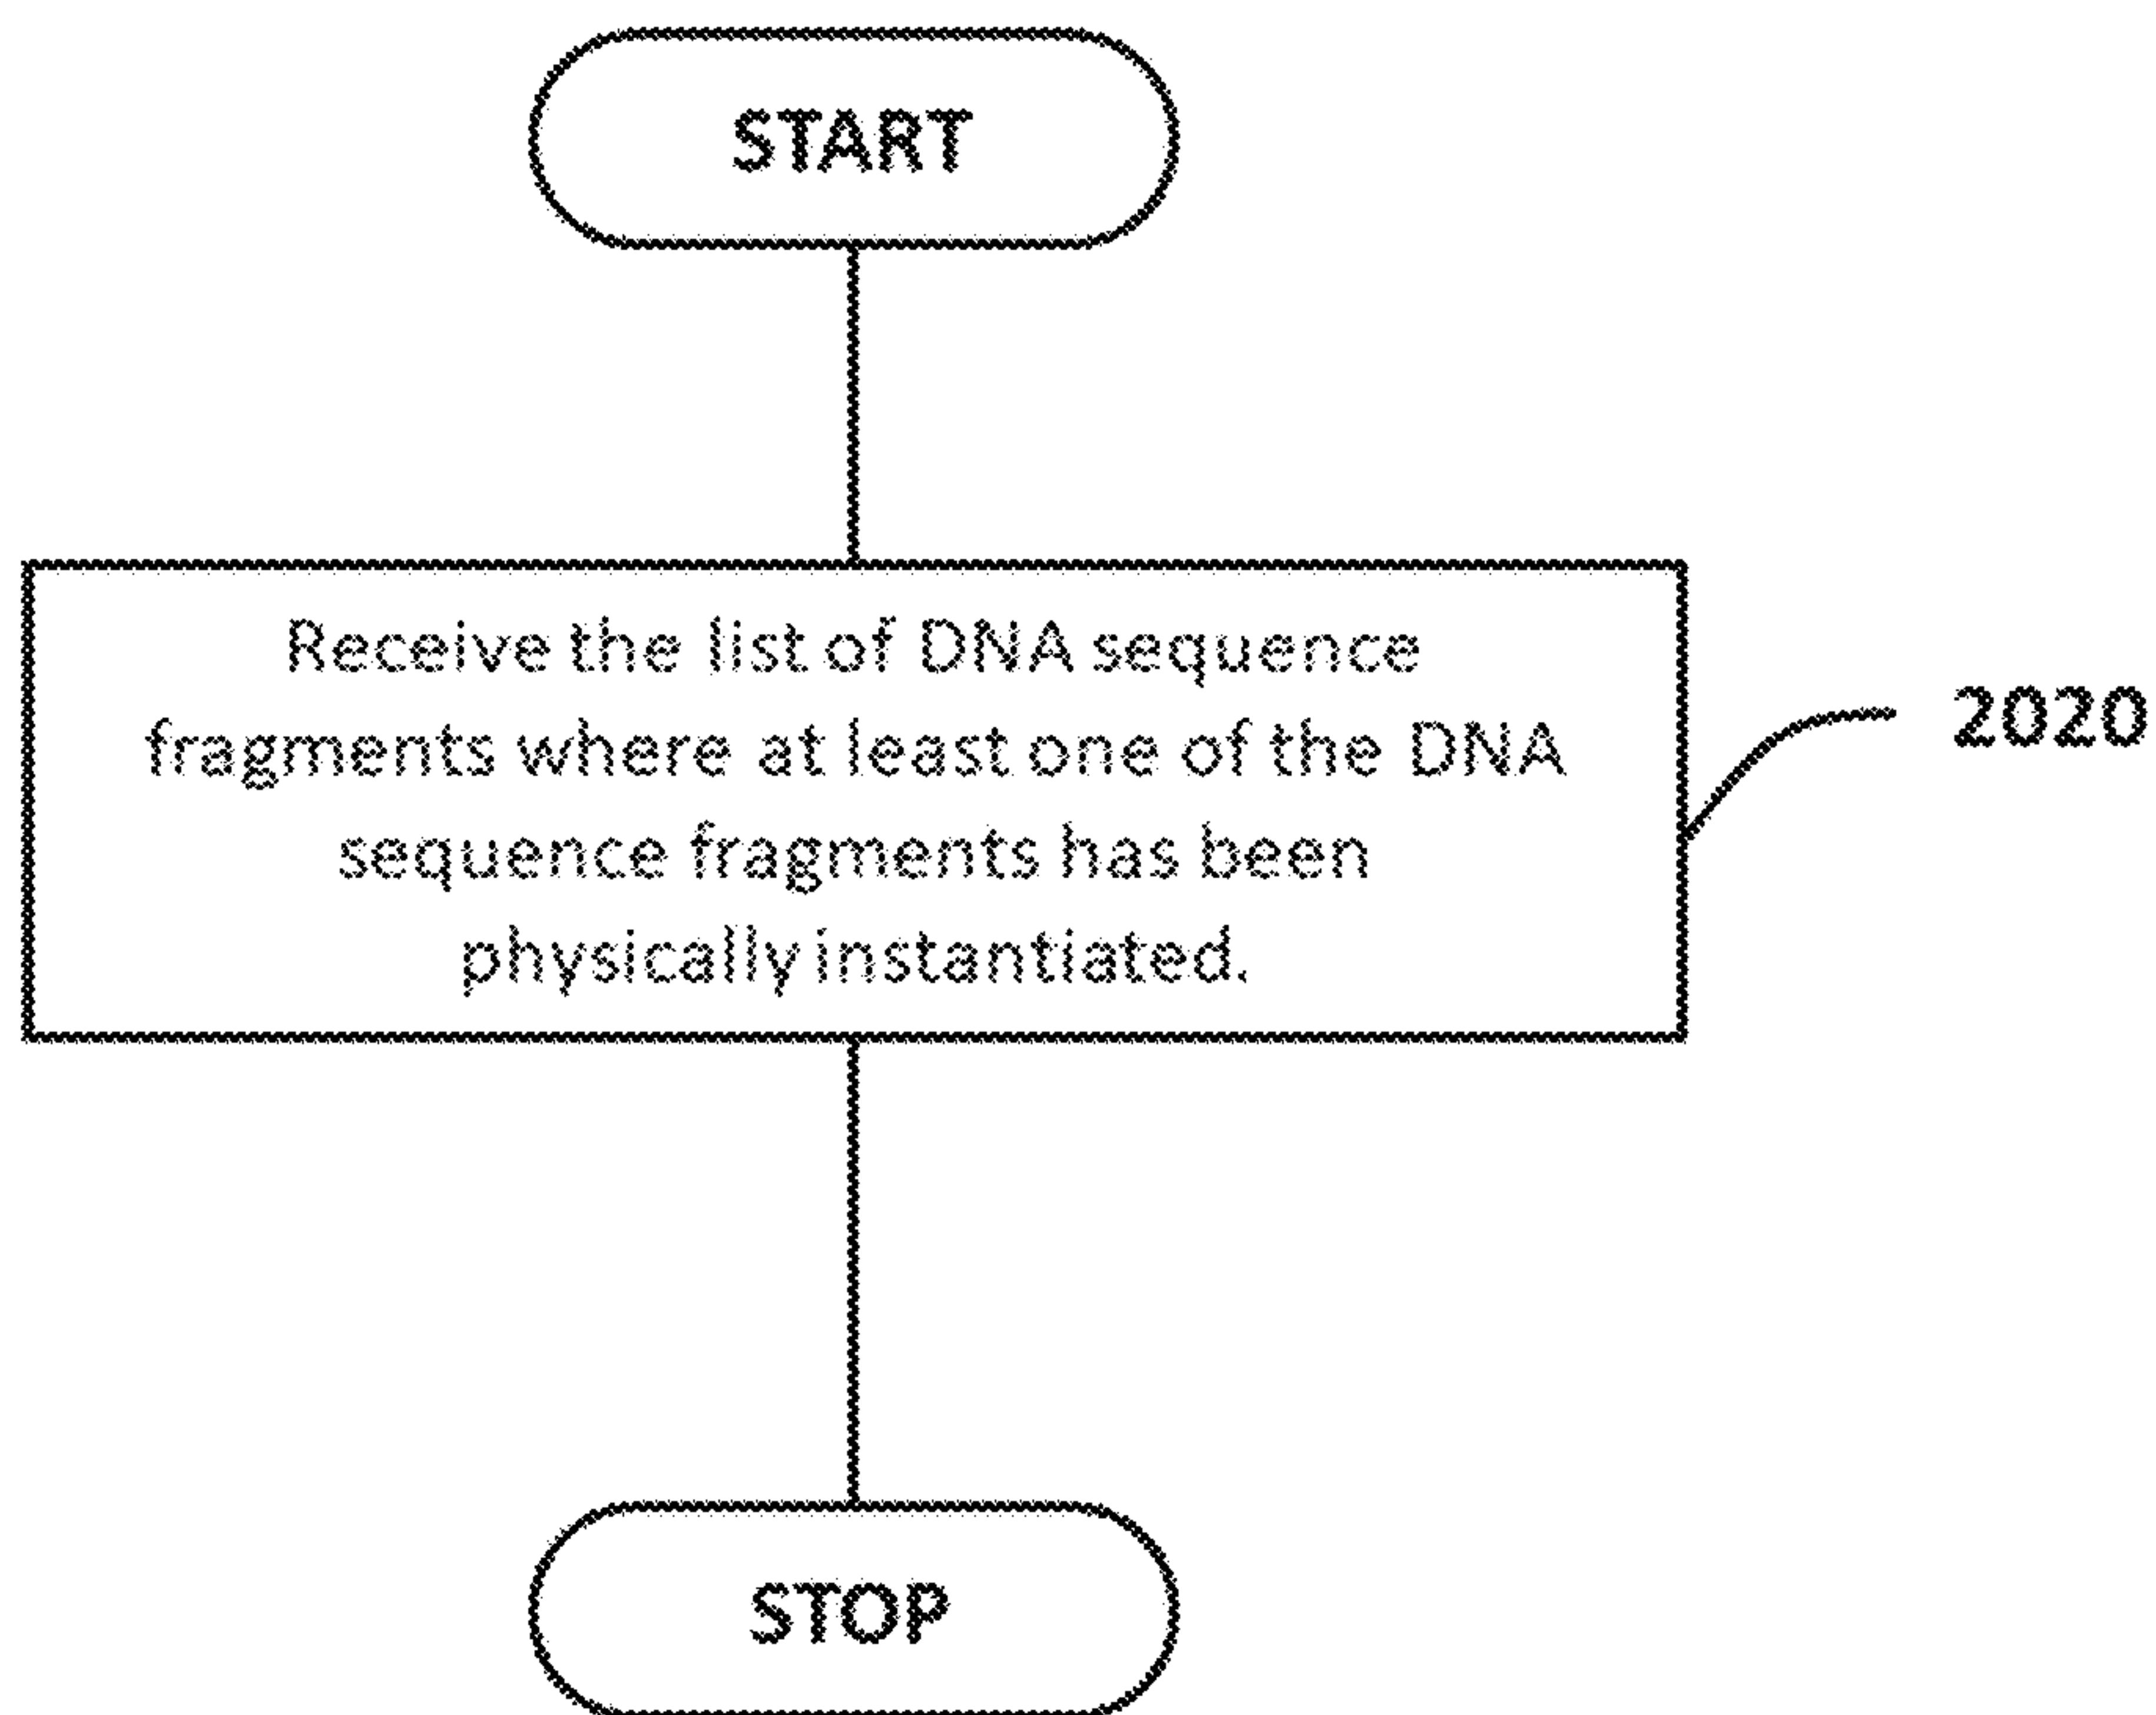 START
Receive the list of DNA sequence
fragments where at least one of the DNA
sequence fragments has been
physically instantiated.
2020
STOP